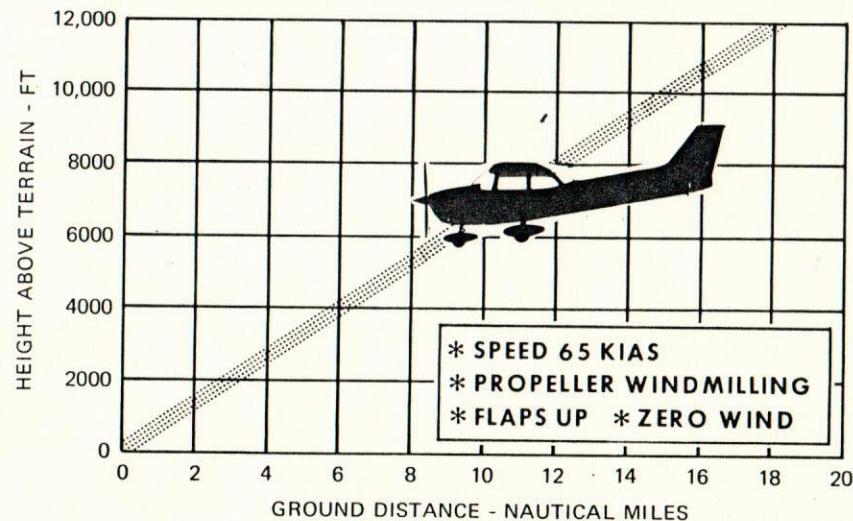 12,000
10,000
8000
6000
4000
2000
0
HEIGHT ABOVE TERRAIN - FT
* SPEED 65 KIAS
* PROPELLER WINDMILLING
* FLAPS UP * ZERO WIND
0 2 4 6 8 10 12 14 16 18 20
GROUND DISTANCE - NAUTICAL MILES